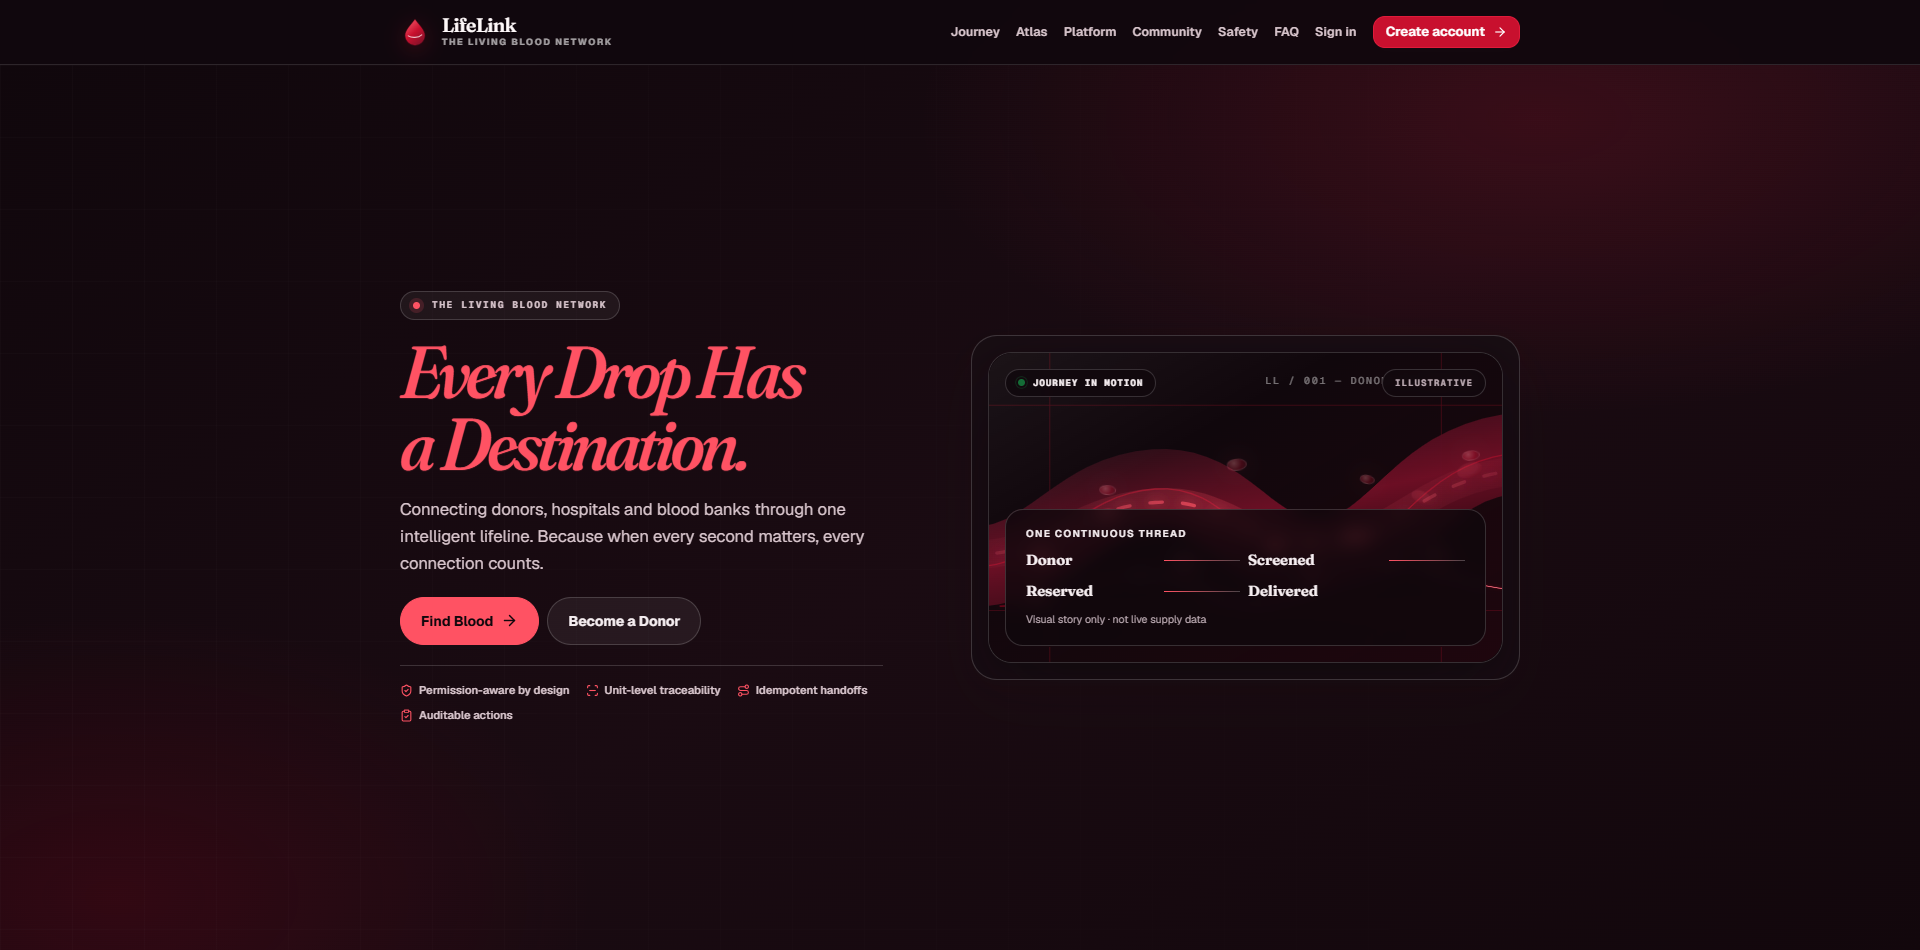 LifeLink
THE LIVING BLOOD NETWORK
Journey Atlas Platform Community Safety FAQ Sign in Create account
THE LIVING BLOOD NETWORK
Every Drop Has
a Destination.
Connecting donors, hospitals and blood banks through one
intelligent lifeline. Because when every second matters, every
connection counts.
Find Blood
Become a Donor
Permission-aware by design Unit-level traceability Idempotent handoffs
Auditable actions
JOURNEY IN MOTION
LL / 001 — DONO
ILLUSTRATIVE
ONE CONTINUOUS THREAD
Donor Screened
Reserved Delivered
Visual story only · not live supply data